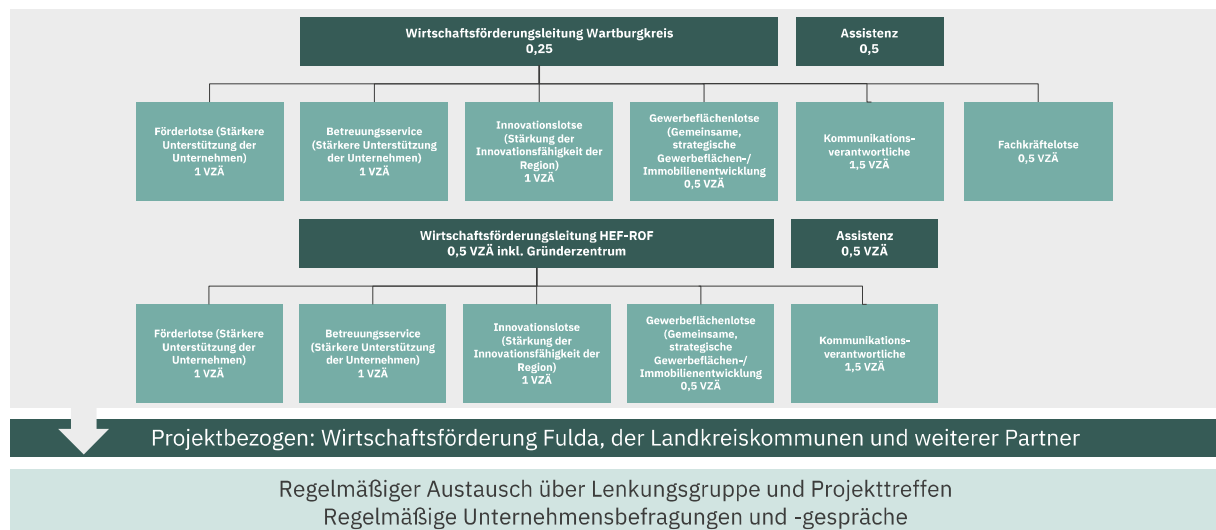 Wirtschaftsförderungsleitung Wartburgkreis
0,25
Assistenz
0,5
Förderlotse (Stärkere
Unterstützung der
Unternehmen)
1 VZÄ
Betreuungsservice
(Stärkere Unterstützung
der Unternehmen)
1 VZÄ
Innovationslotse
(Stärkung der
Innovationsfähigkeit der
Region)
1 VZÄ
Gewerbeflächenlotse
(Gemeinsame,
strategische
Gewerbeflächen-/
Immobilienentwicklung
0,5 VZÄ
Kommunikations-
verantwortliche
1,5 VZÄ
Fachkräftelotse
0,5 VZÄ
Wirtschaftsförderungsleitung HEF-ROF
0,5 VZÄ inkl. Gründerzentrum
Assistenz
0,5 VZÄ
Förderlotse (Stärkere
Unterstützung der
Unternehmen)
1 VZÄ
Betreuungsservice
(Stärkere Unterstützung
der Unternehmen)
1 VZÄ
Innovationslotse
(Stärkung der
Innovationsfähigkeit der
Region)
1 VZÄ
Gewerbeflächenlotse
(Gemeinsame,
strategische
Gewerbeflächen-/
Immobilienentwicklung
0,5 VZÄ
Kommunikations-
verantwortliche
1,5 VZÄ
Projektbezogen: Wirtschaftsförderung Fulda, der Landkreiskommunen und weiterer Partner
Regelmäßiger Austausch über Lenkungsgruppe und Projekttreffen
Regelmäßige Unternehmensbefragungen und -gespräche